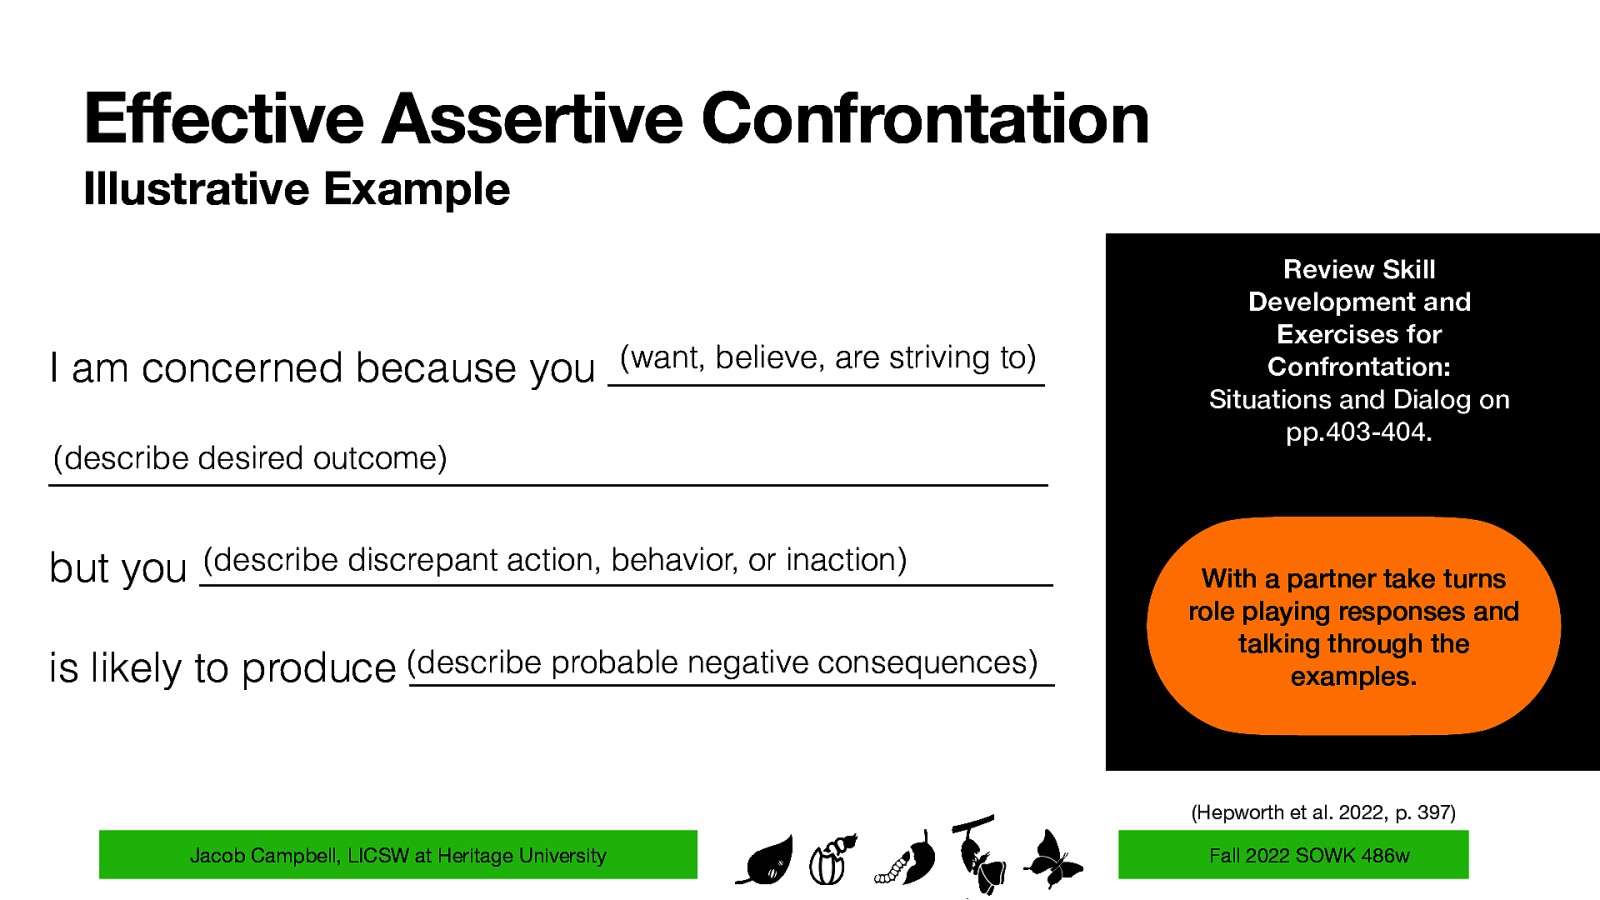 Effective Assertive Confrontation
Illustrative Example
I am concerned because you (want, believe, are striving to)
(describe desired outcome)
but you (describe discrepant action, behavior, or inaction)
is likely to produce (describe probable negative consequences)
Review Skill
Development and
Exercises for
Confrontation:
Situations and Dialog on
pp.403-404.
With a partner take turns
role playing responses and
talking through the
examples.
(Hepworth et al. 2022, p. 397)
Jacob Campbell, LICSW at Heritage University
Fall 2022 SOWK 486w